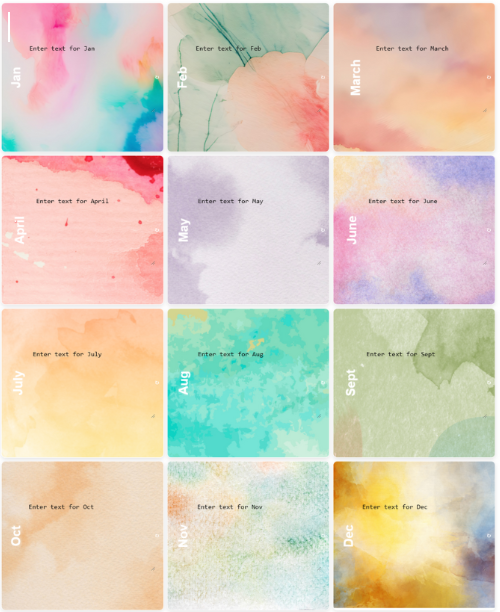 Enter text for Jan
Jan
Enter text for Feb
Feb
Enter text for March
March
Enter text for April
April
Enter text for May
May
Enter text for June
June
Enter text for July
July
Enter text for Aug
Aug
Enter text for Sept
Sept
Enter text for Oct
Oct
Enter text for Nov
Nov
Enter text for Dec
Dec